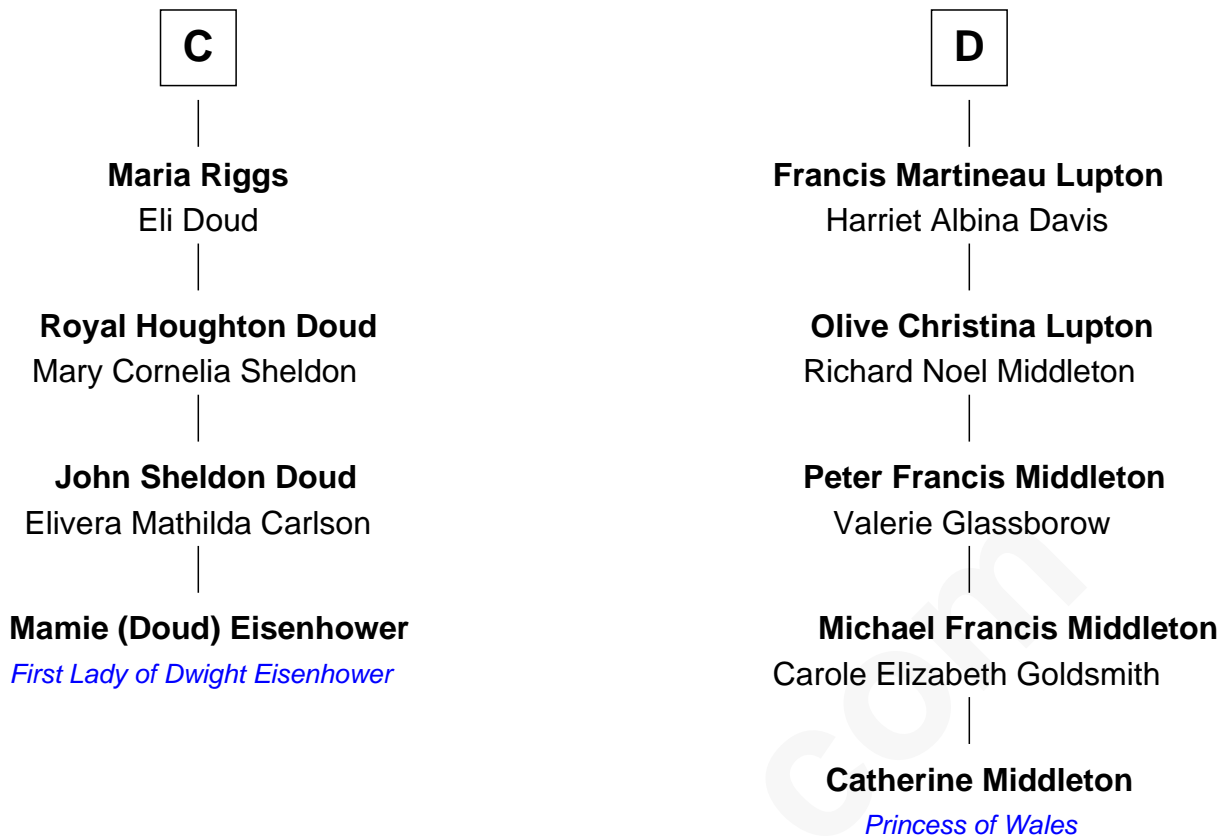 C
Maria Riggs
Eli Doud
Royal Houghton Doud
Mary Cornelia Sheldon
John Sheldon Doud
Elivera Mathilda Carlson
Mamie (Doud) Eisenhower
First Lady of Dwight Eisenhower
D
Francis Martineau Lupton
Harriet Albina Davis
Olive Christina Lupton
Richard Noel Middleton
Peter Francis Middleton
Valerie Glassborow
Michael Francis Middleton
Carole Elizabeth Goldsmith
Catherine Middleton
Princess of Wales
com